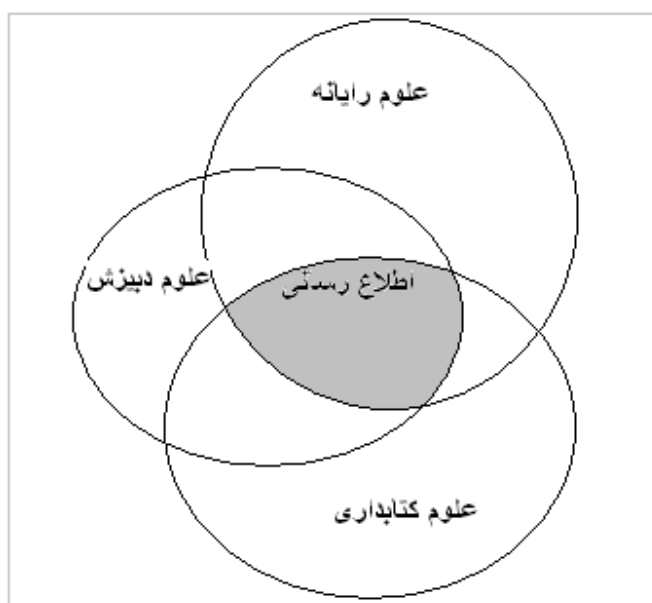 علوم رایانه
علوم دبیزش
اطلاع رسانی
علوم کتابداری